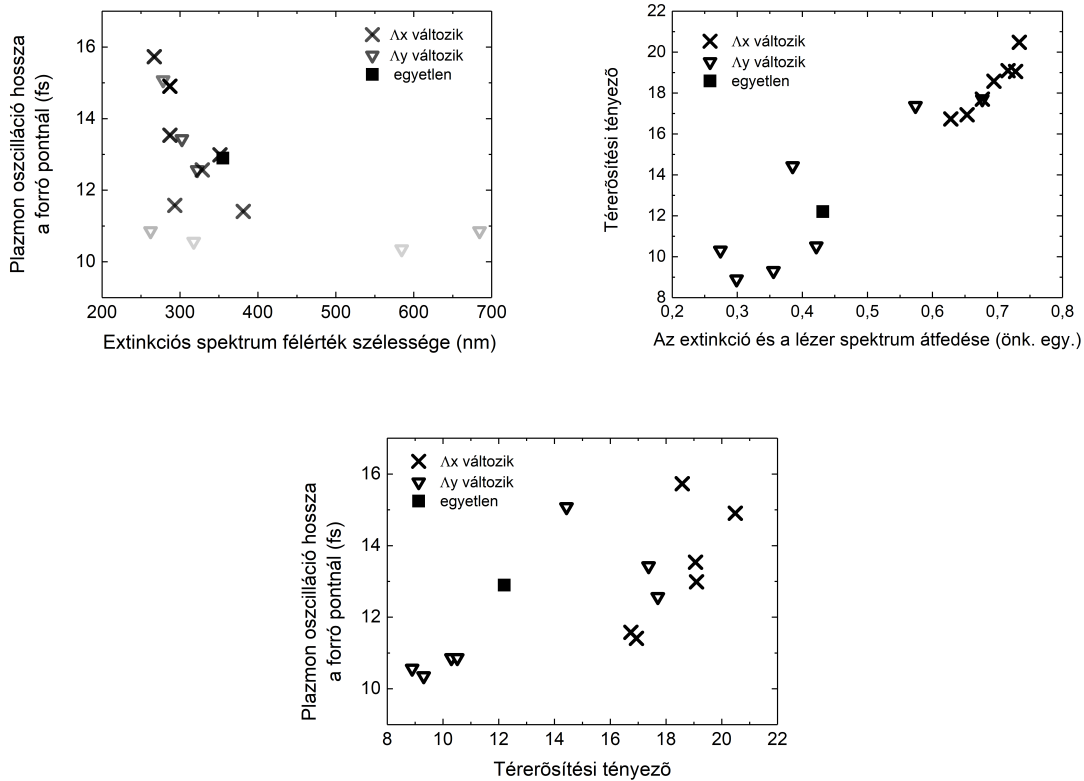 16
14
12
10
200
300
400
500
600
700
Plazmon oszcilláció hossza
a forró pontnál (fs)
Extinkciós spektrum félérték szélessége (nm)
Λx változik
Λy változik
egyetlen
22
20
18
16
14
12
10
8
0,2
0,3
0,4
0,5
0,6
0,7
0,8
Térerõsítési tényezõ
Az extinkció és a lézer spektrum átfedése (önk. egy.)
Λx változik
Λy változik
egyetlen
16
14
12
10
8
10
12
14
16
18
20
22
Plazmon oszcilláció hossza
a forró pontnál (fs)
Térerõsítési tényezõ
Λx változik
Λy változik
egyetlen